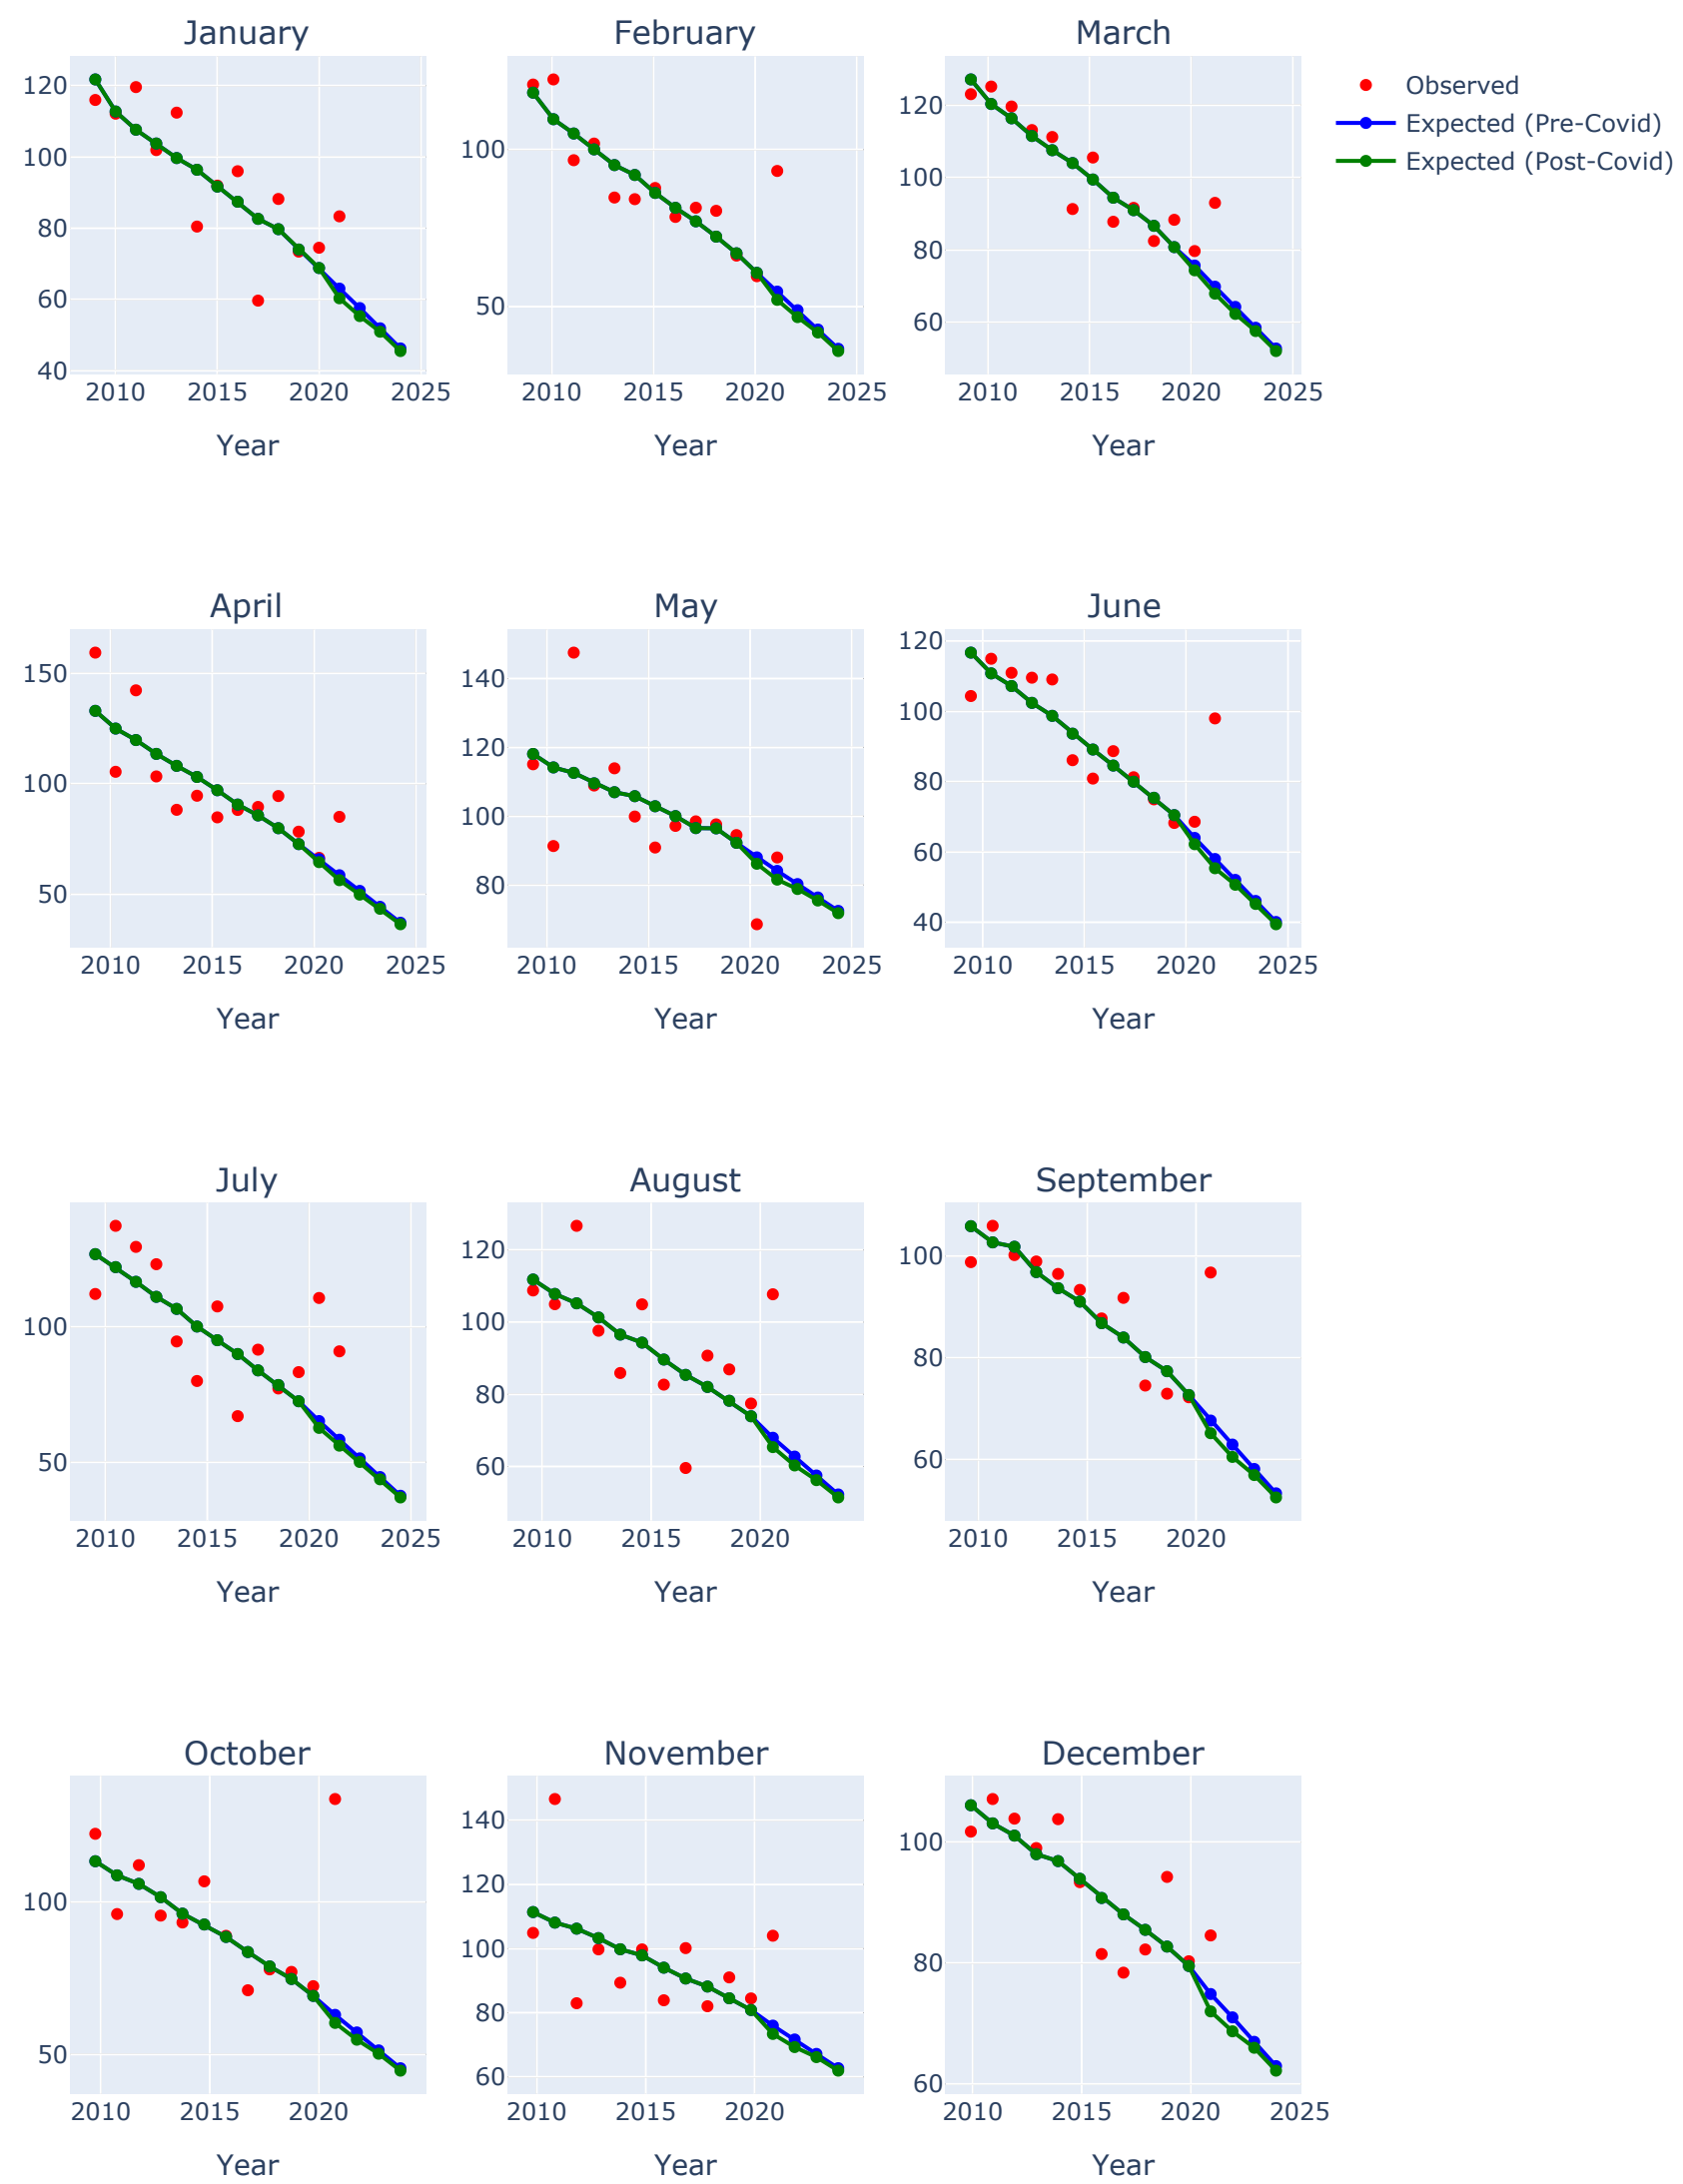 January February March
120
100
80
60
40
2010 2015 2020 2025
Year
100
50
2010 2015 2020 2025
Year
120
100
80
60
2010 2015 2020 2025
Year
Observed
Expected (Pre-Covid)
Expected (Post-Covid)
April May June
150
100
50
2010 2015 2020 2025
Year
140
120
100
80
2010 2015 2020 2025
Year
120
100
80
60
40
2010 2015 2020 2025
Year
July August September
100
50
2010 2015 2020 2025
Year
120
100
80
60
2010 2015 2020
Year
100
80
60
2010 2015 2020
Year
October November December
100
50
2010 2015 2020
Year
140
120
100
80
60
2010 2015 2020
Year
100
80
60
2010 2015 2020 2025
Year